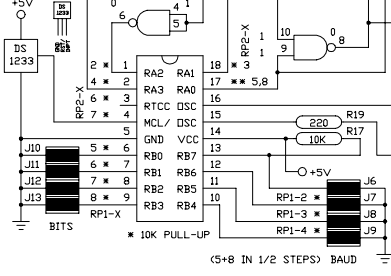 +5V
DS
1233
DS
1233
0
6
4
5
1
1
10
9
0
8
RP2-X
RP2-X
2 * 1 RA2 RA1 18 * 3
4 * 2 RA3 RA0 17 ** 5,8
6 * 3 RTCC OSC 16
7 * 4 MCL/ OSC 15 220 R19
5 GND VCC 14 10K R17
J10 5 * 6 RB0 RB7 13
J11 6 * 7 RB1 RB6 12 +5V
J12 7 * 8 RB2 RB5 11 J6
J13 8 * 9 RB3 RB4 10 RP1-2 * J7
RP1-X RP1-3 * J8
BITS RP1-4 * J9
* 10K PULL-UP
(5+8 IN 1/2 STEPS) BAUD